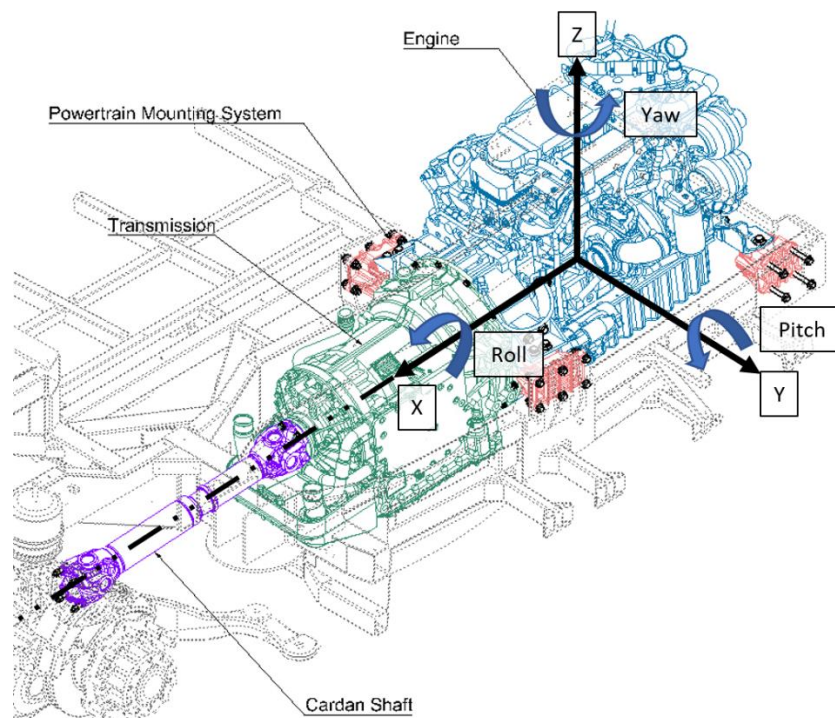 Engine
Z
Yaw
Powertrain Mounting System
Transmission
Pitch
Roll
X
Y
Cardan Shaft